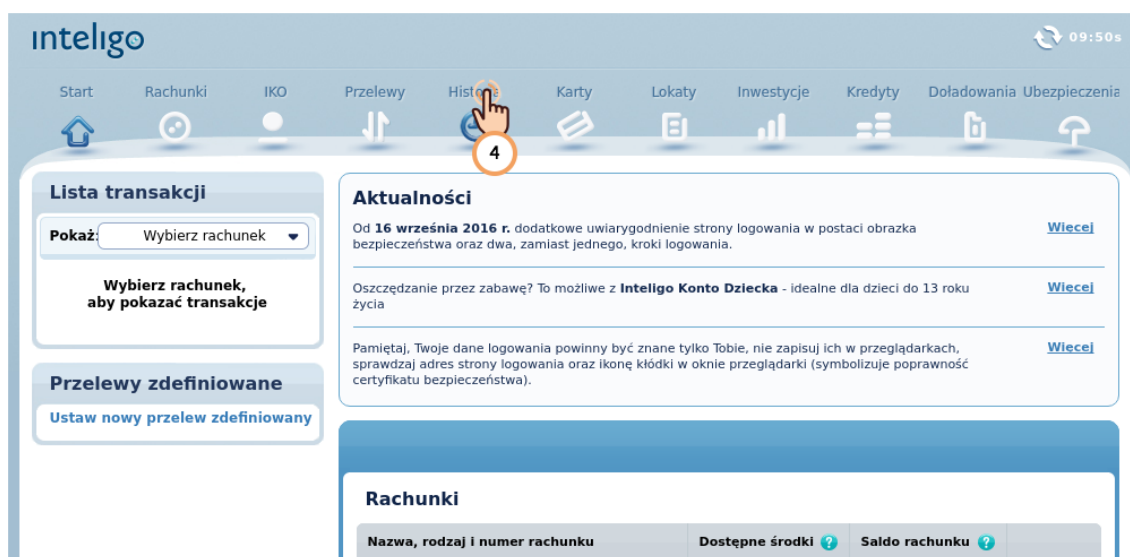 inteligo
09:50s
Start Rachunki IKO Przelewy Historia Karty Lokaty Inwestycje Kredyty Doładowania Ubezpieczenia
4
Lista transakcji
Pokaż: Wybierz rachunek
Wybierz rachunek,
aby pokazać transakcje
Przelewy zdefiniowane
Ustaw nowy przelew zdefiniowany
Aktualności
Od 16 września 2016 r. dodatkowe uwiarygodnienie strony logowania w postaci obrazka Więcej
bezpieczeństwa oraz dwa, zamiast jednego, kroki logowania.
Oszczędzanie przez zabawę? To możliwe z Inteligo Konto Dziecka - idealne dla dzieci do 13 roku Więcej
życia
Pamiętaj, Twoje dane logowania powinny być znane tylko Tobie, nie zapisuj ich w przeglądarkach, Więcej
sprawdzaj adres strony logowania oraz ikonę kłódki w oknie przeglądarki (symbolizuje poprawność
certyfikatu bezpieczeństwa).
Rachunki
Nazwa, rodzaj i numer rachunku Dostępne środki ? Saldo rachunku ?